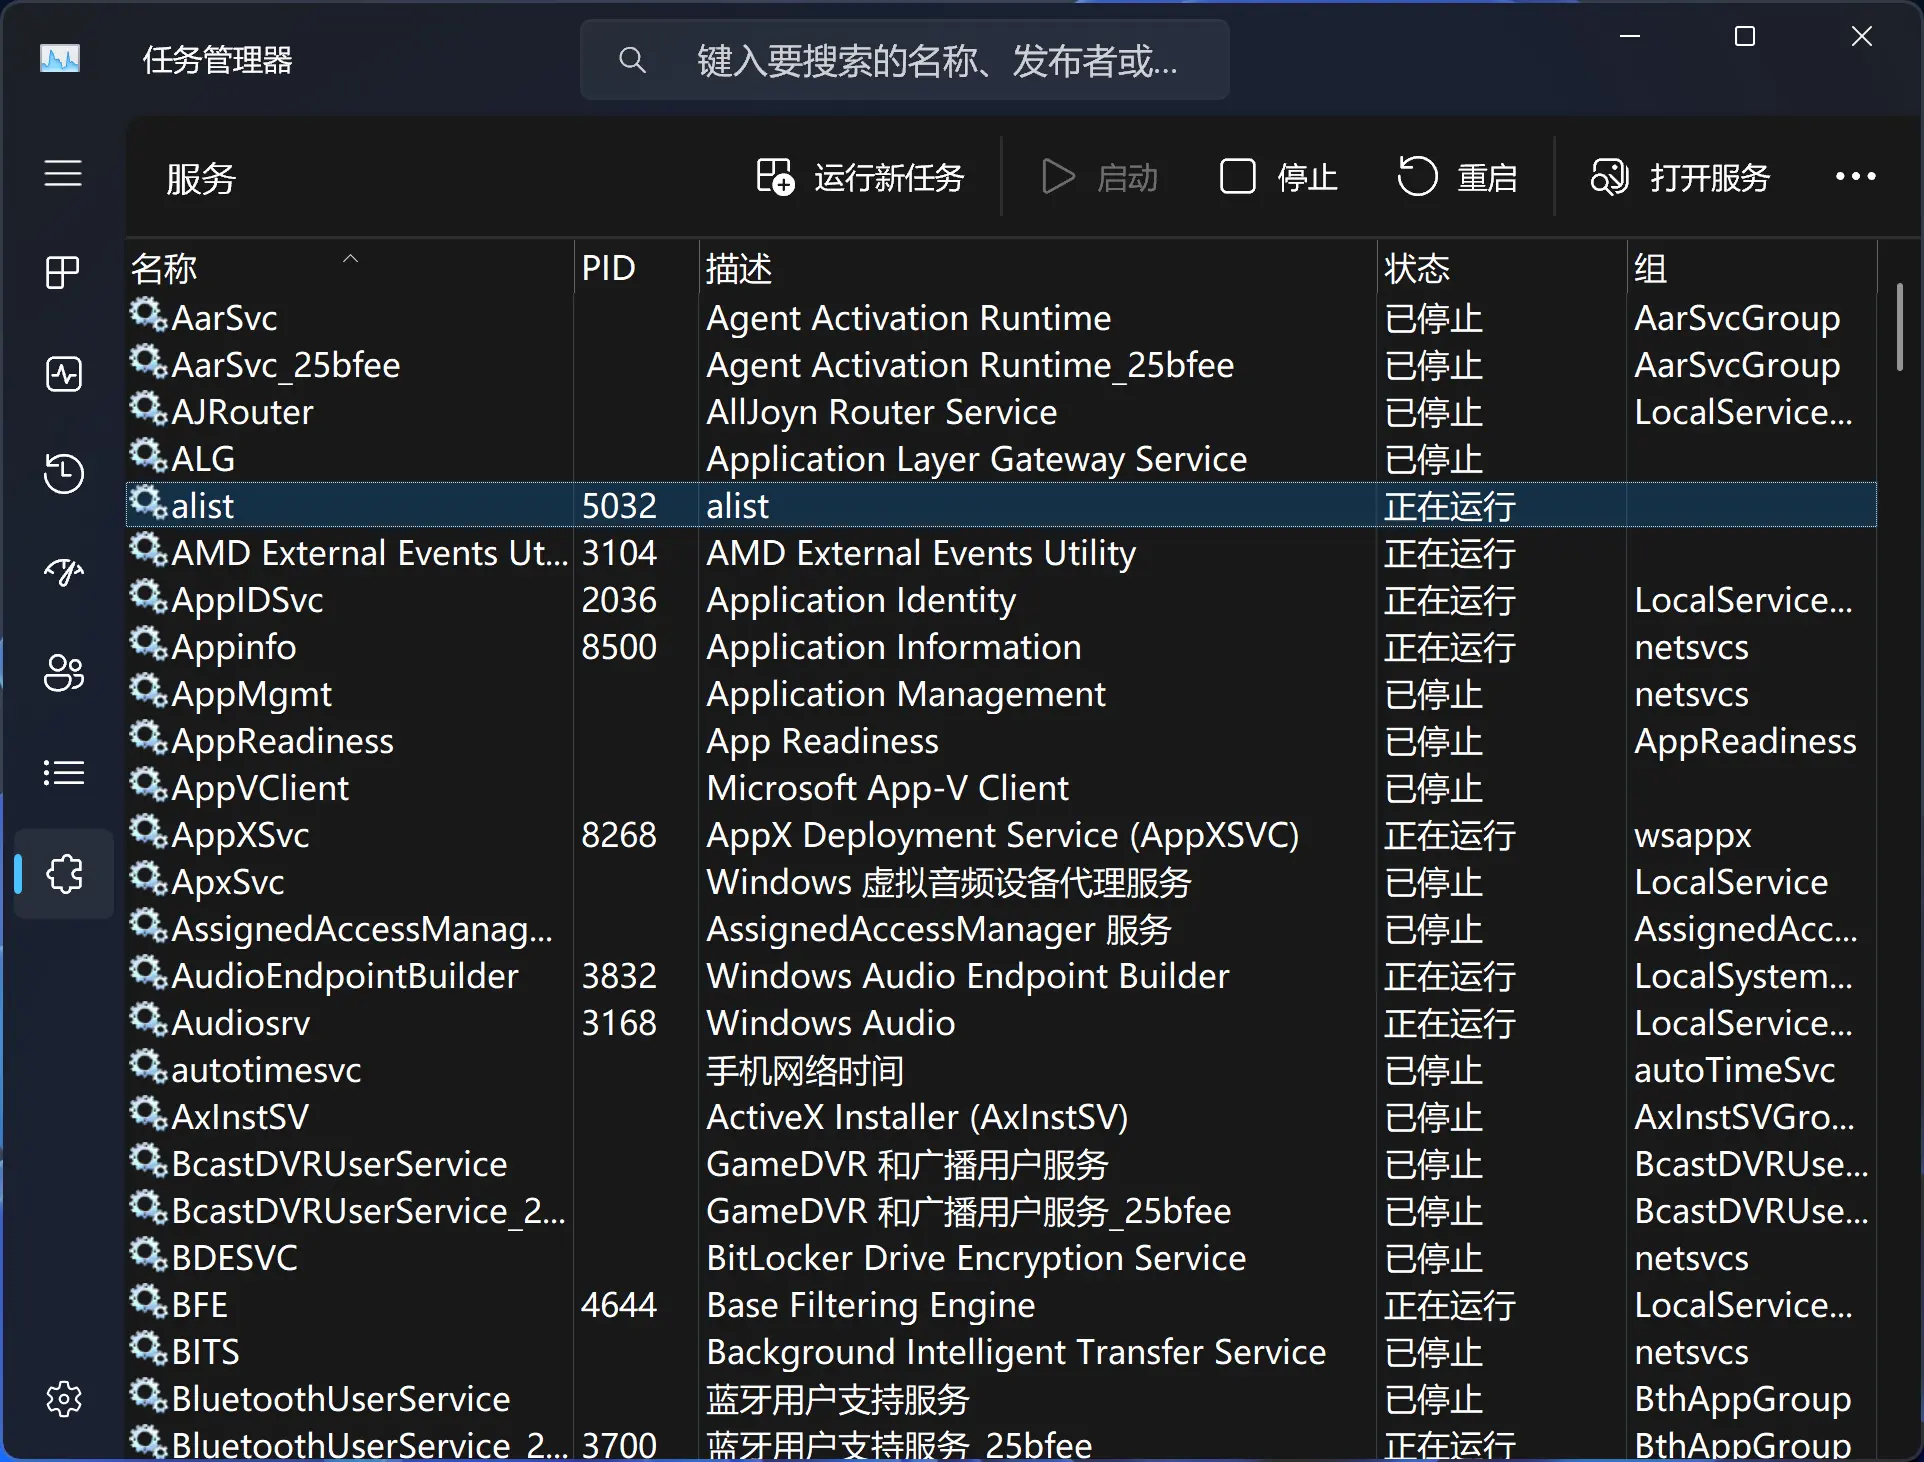 任务管理器
键入要搜索的名称、发布者或...
服务 运行新任务 启动 停止 重启 打开服务
名称 PID 描述 状态 组
AarSvc Agent Activation Runtime 已停止 AarSvcGroup
AarSvc_25bfee Agent Activation Runtime_25bfee 已停止 AarSvcGroup
AJRouter AllJoyn Router Service 已停止 LocalService...
ALG Application Layer Gateway Service 已停止
alist 5032 alist 正在运行
AMD External Events Ut... 3104 AMD External Events Utility 正在运行
AppIDSvc 2036 Application Identity 正在运行 LocalService...
Appinfo 8500 Application Information 正在运行 netsvcs
AppMgmt Application Management 已停止 netsvcs
AppReadiness App Readiness 已停止 AppReadiness
AppVClient Microsoft App-V Client 已停止
AppXSvc 8268 AppX Deployment Service (AppXSVC) 正在运行 wsappx
ApxSvc Windows 虚拟音频设备代理服务 已停止 LocalService
AssignedAccessManag... AssignedAccessManager 服务 已停止 AssignedAcc...
AudioEndpointBuilder 3832 Windows Audio Endpoint Builder 正在运行 LocalSystem...
Audiosrv 3168 Windows Audio 正在运行 LocalService...
autotimesvc 手机网络时间 已停止 autoTimeSvc
AxInstSV ActiveX Installer (AxInstSV) 已停止 AxInstSVGro...
BcastDVRUserService GameDVR 和广播用户服务 已停止 BcastDVRUse...
BcastDVRUserService_2... GameDVR 和广播用户服务_25bfee 已停止 BcastDVRUse...
BDESVC BitLocker Drive Encryption Service 已停止 netsvcs
BFE 4644 Base Filtering Engine 正在运行 LocalService...
BITS Background Intelligent Transfer Service 已停止 netsvcs
BluetoothUserService 蓝牙用户支持服务 已停止 BthAppGroup
BluetoothUserService_2... 3700 蓝牙用户支持服务_25bfee 正在运行 BthAppGroup